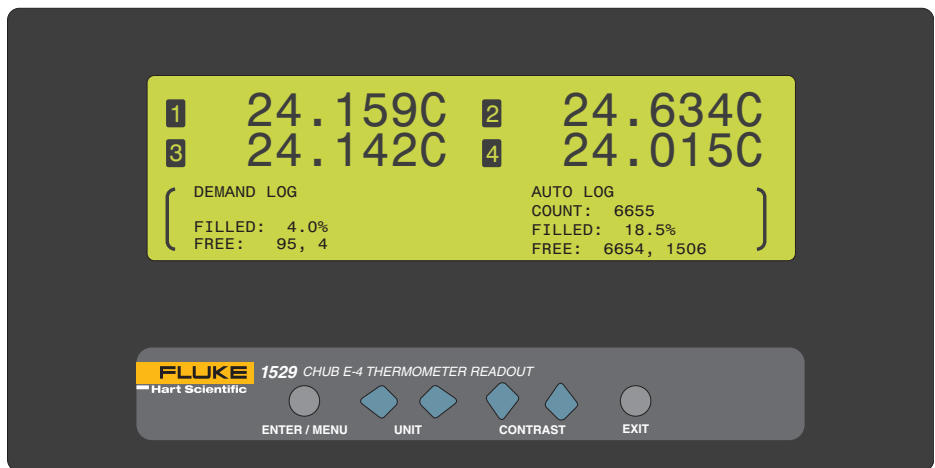 1 24.159C 2 24.634C
3 24.142C 4 24.015C
DEMAND LOG
FILLED: 4.0%
FREE: 95, 4
AUTO LOG
COUNT: 6655
FILLED: 18.5%
FREE: 6654, 1506
FLUKE
Hart Scientific
1529 CHUB E-4 THERMOMETER READOUT
ENTER / MENU UNIT CONTRAST EXIT